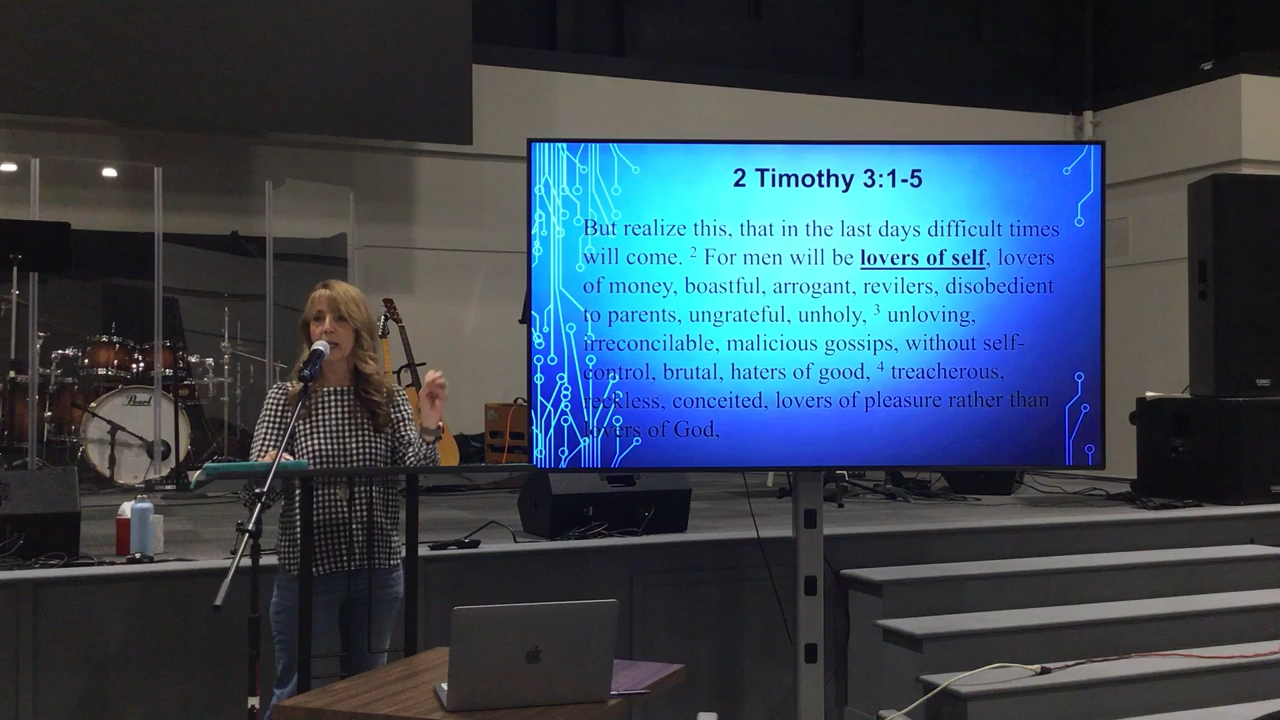 2 Timothy 3:1-5
But realize this, that in the last days difficult times
will come. 2 For men will be lovers of self, lovers
of money, boastful, arrogant, revilers, disobedient
to parents, ungrateful, unholy, 3 unloving,
irreconcilable, malicious gossips, without self-
control, brutal, haters of good, 4 treacherous,
reckless, conceited, lovers of pleasure rather than
lovers of God,
Pearl